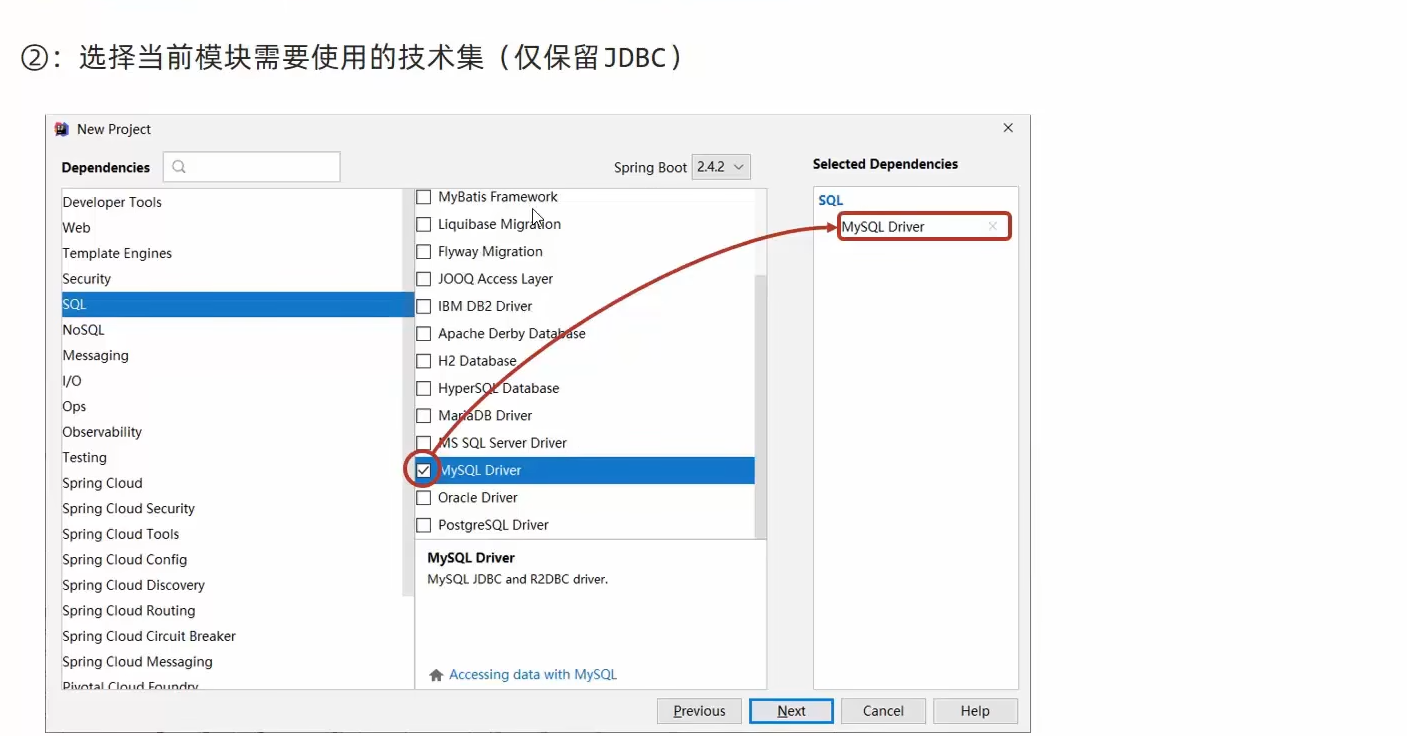 ②：选择当前模块需要使用的技术集（仅保留JDBC）
New Project
Dependencies
Spring Boot 2.4.2
Selected Dependencies
Developer Tools
Web
Template Engines
Security
SQL
NoSQL
Messaging
I/O
Ops
Observability
Testing
Spring Cloud
Spring Cloud Security
Spring Cloud Tools
Spring Cloud Config
Spring Cloud Discovery
Spring Cloud Routing
Spring Cloud Circuit Breaker
Spring Cloud Messaging
Pivotal Cloud Foundry
MyBatis Framework
Liquibase Migration
Flyway Migration
JOOQ Access Layer
IBM DB2 Driver
Apache Derby Database
H2 Database
HyperSQL Database
MariaDB Driver
MS SQL Server Driver
MySQL Driver
Oracle Driver
PostgreSQL Driver
MySQL Driver
MySQL JDBC and R2DBC driver.
Accessing data with MySQL
SQL
MySQL Driver
Previous
Next
Cancel
Help